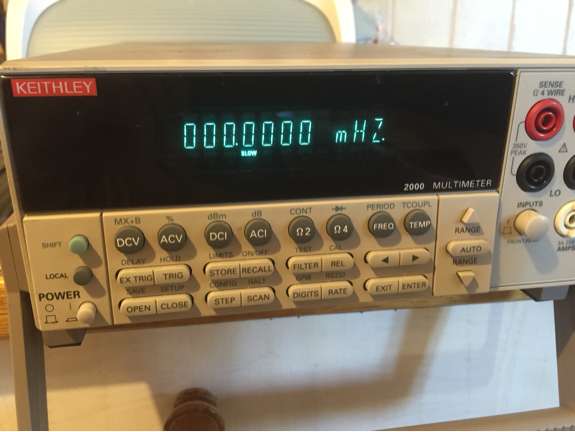 KEITHLEY
000.0000 mHZ.
SLOW
2000 MULTIMETER
SENSE
Ω 4 WIRE
350V
PEAK
LO
INPUTS
MX+B % dBm dB CONT PERIOD TCOUPL
SHIFT
DCV ACV DCI ACI Ω2 Ω4 FREQ TEMP
RANGE
AUTO
RANGE
DELAY HOLD LIMITS ON/OFF TEST CAL
LOCAL
EX TRIG TRIG STORE RECALL FILTER REL
POWER
SAVE SETUP CONFIG HALT
OPEN CLOSE STEP SCAN DIGITS RATE EXIT ENTER